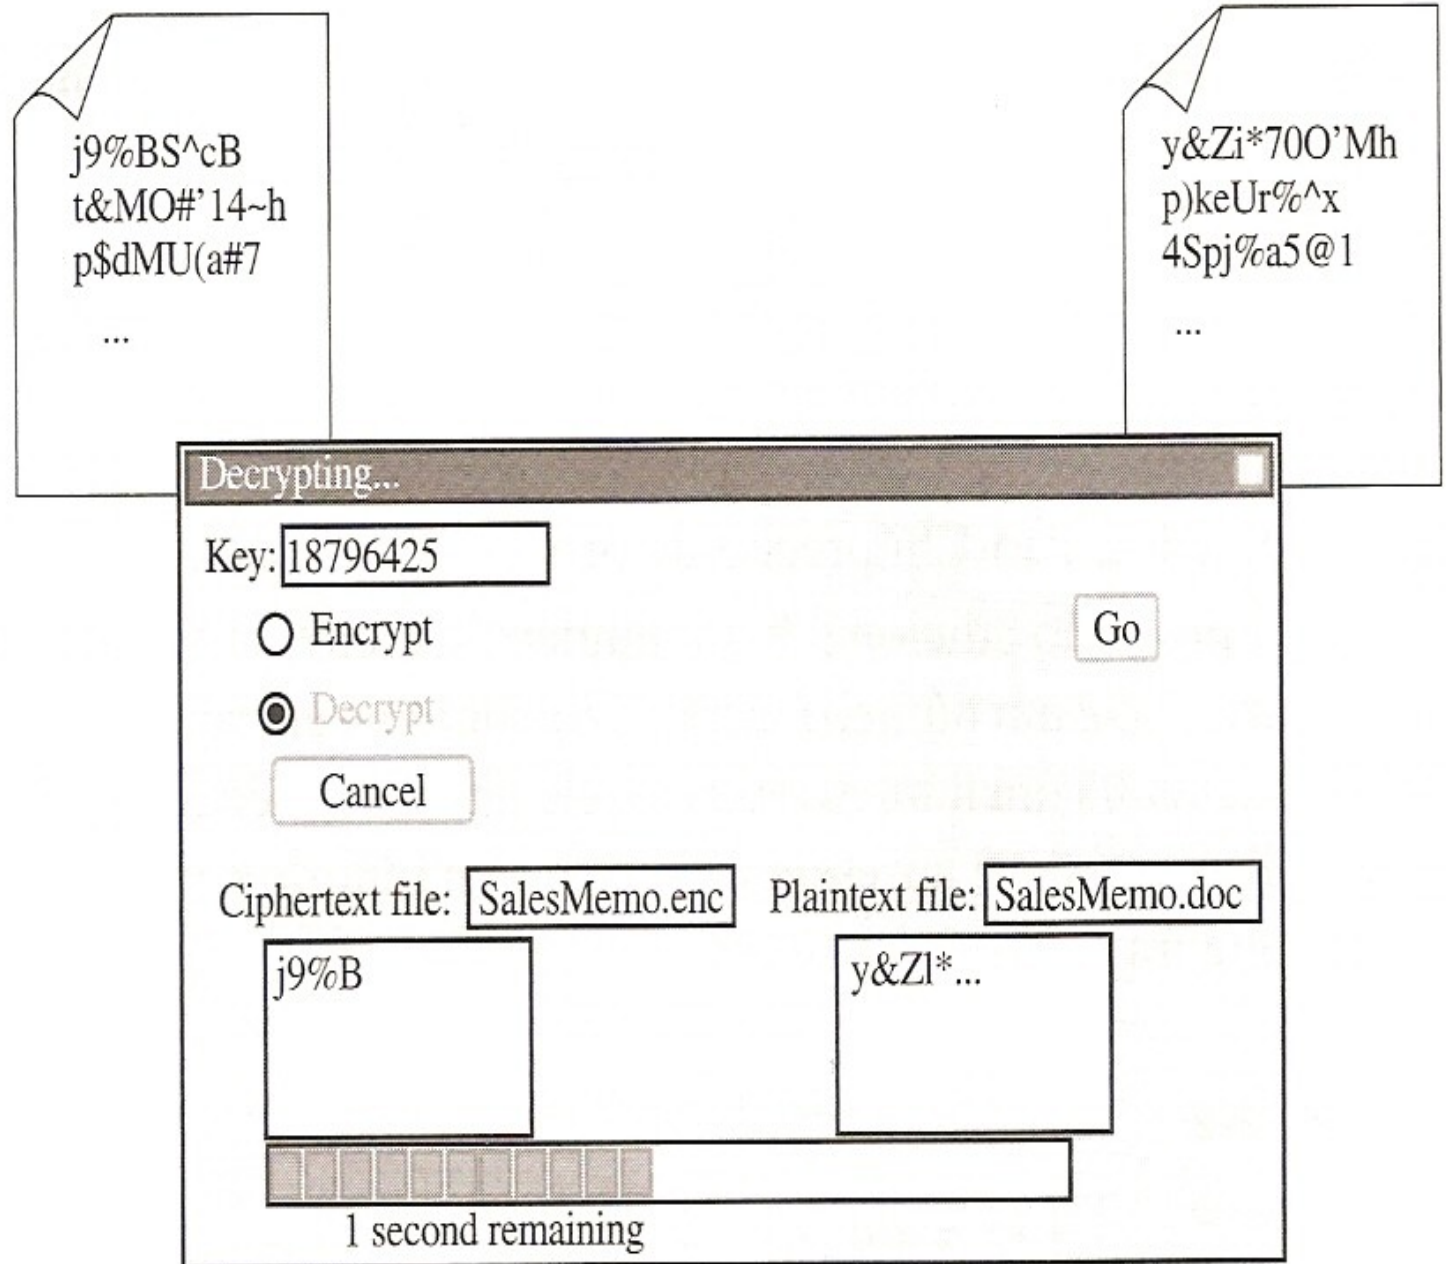 j9%BS^cB
t&MO#'14~h
p$dMU(a#7
...
y&Zi*70O'Mh
p)keUr%^x
4Spj%a5@1
...
Decrypting...
Key: 18796425
Encrypt
Go
Decrypt
Cancel
Ciphertext file: SalesMemo.enc Plaintext file: SalesMemo.doc
j9%B
y&Zl*...
1 second remaining